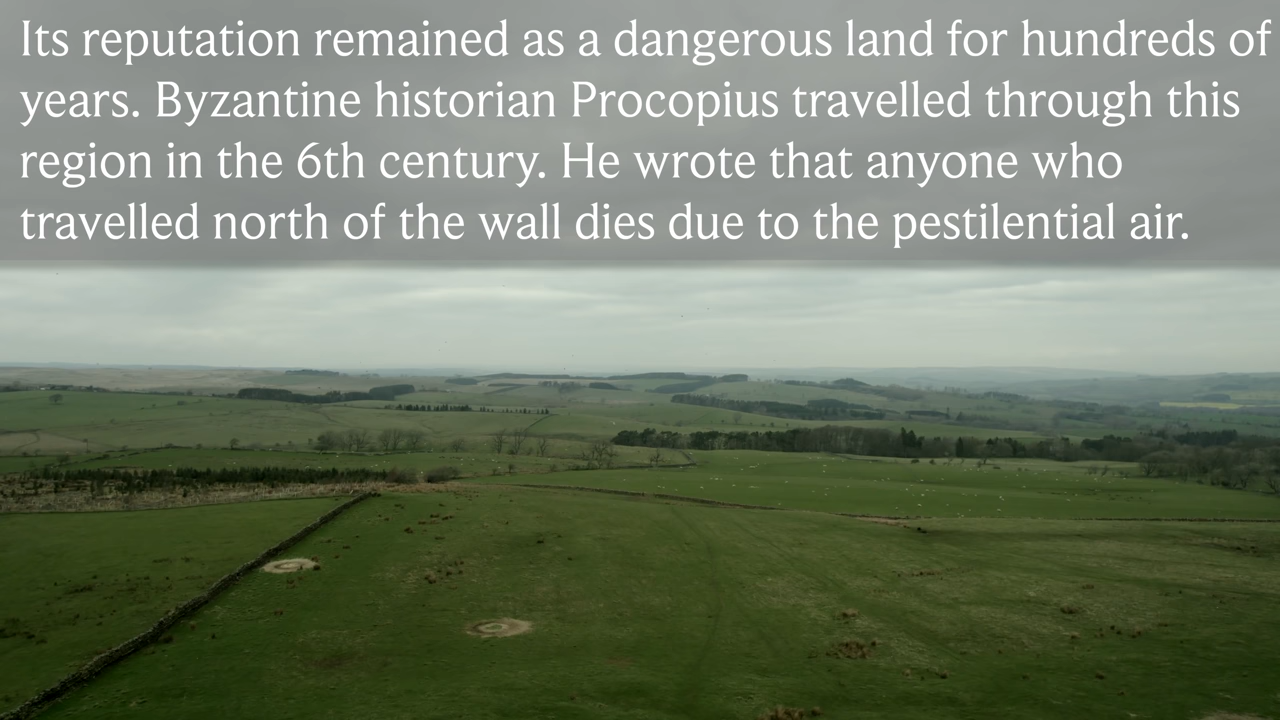 Its reputation remained as a dangerous land for hundreds of
years. Byzantine historian Procopius travelled through this
region in the 6th century. He wrote that anyone who
travelled north of the wall dies due to the pestilential air.